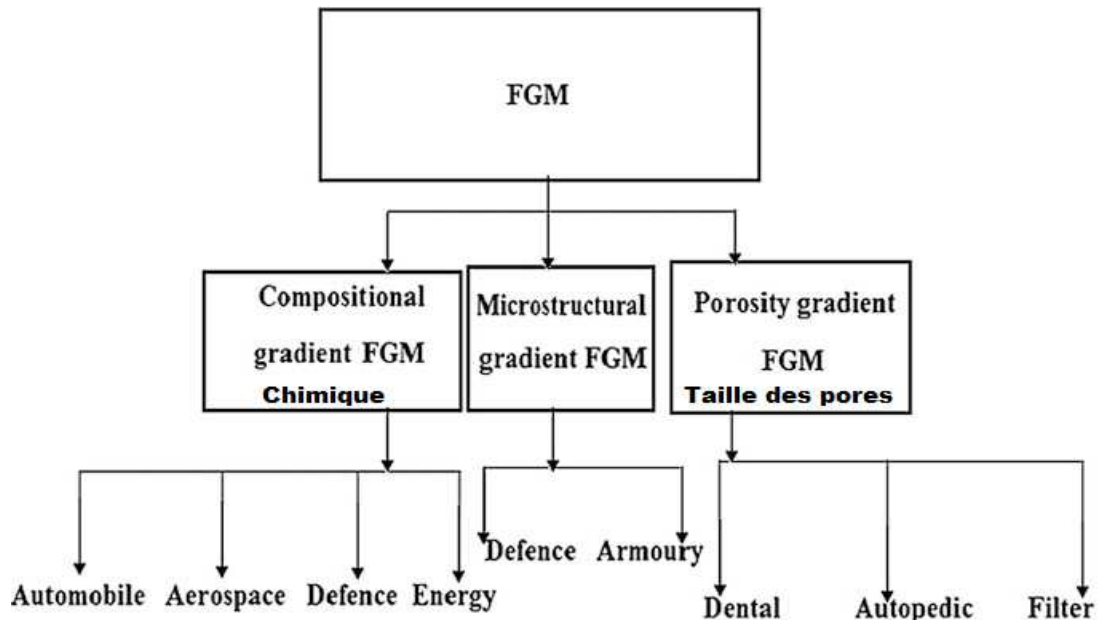 FGM
Compositional
gradient FGM
Chimique
Microstructural
gradient FGM
Porosity gradient
FGM
Taille des pores
Automobile Aerospace Defence Energy
Defence Armoury
Dental Autopedic Filter